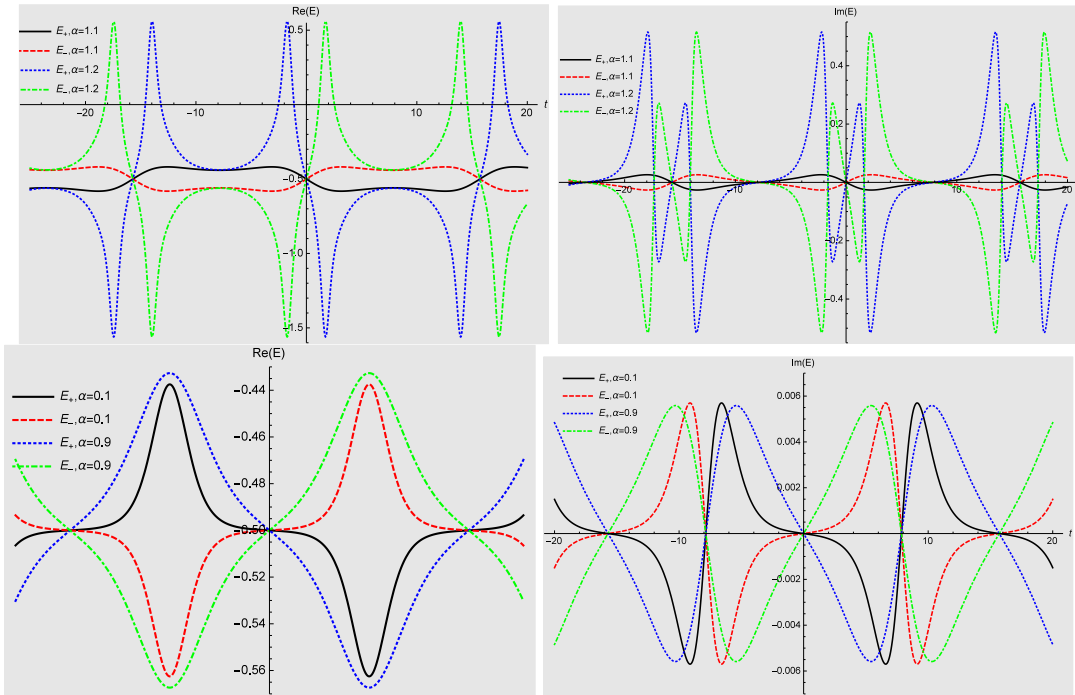 Re(E)
E₊,α=1.1
E₋,α=1.1
E₊,α=1.2
E₋,α=1.2
0.5
-20
-10
10
20
t
-0.5
-1.0
-1.5
Im(E)
E₊,α=1.1
E₋,α=1.1
E₊,α=1.2
E₋,α=1.2
0.4
0.2
-20
-10
10
20
t
-0.2
-0.4
Re(E)
E₊,α=0.1
E₋,α=0.1
E₊,α=0.9
E₋,α=0.9
-0.44
-0.46
-0.48
-0.50
-0.52
-0.54
-0.56
Im(E)
E₊,α=0.1
E₋,α=0.1
E₊,α=0.9
E₋,α=0.9
0.006
0.004
0.002
-20
-10
10
20
t
-0.002
-0.004
-0.006